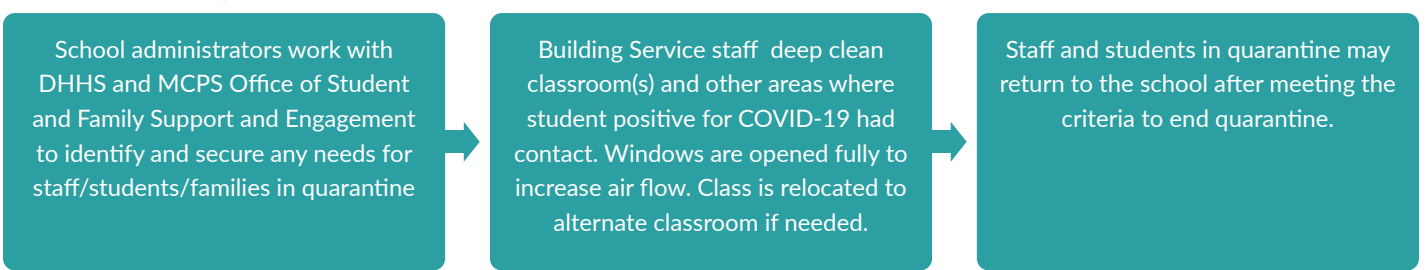 School administrators work with
DHHS and MCPS Office of Student
and Family Support and Engagement
to identify and secure any needs for
staff/students/families in quarantine
Building Service staff  deep clean
classroom(s) and other areas where
student positive for COVID-19 had
contact. Windows are opened fully to
increase air flow. Class is relocated to
alternate classroom if needed.
Staff and students in quarantine may
return to the school after meeting the
criteria to end quarantine.